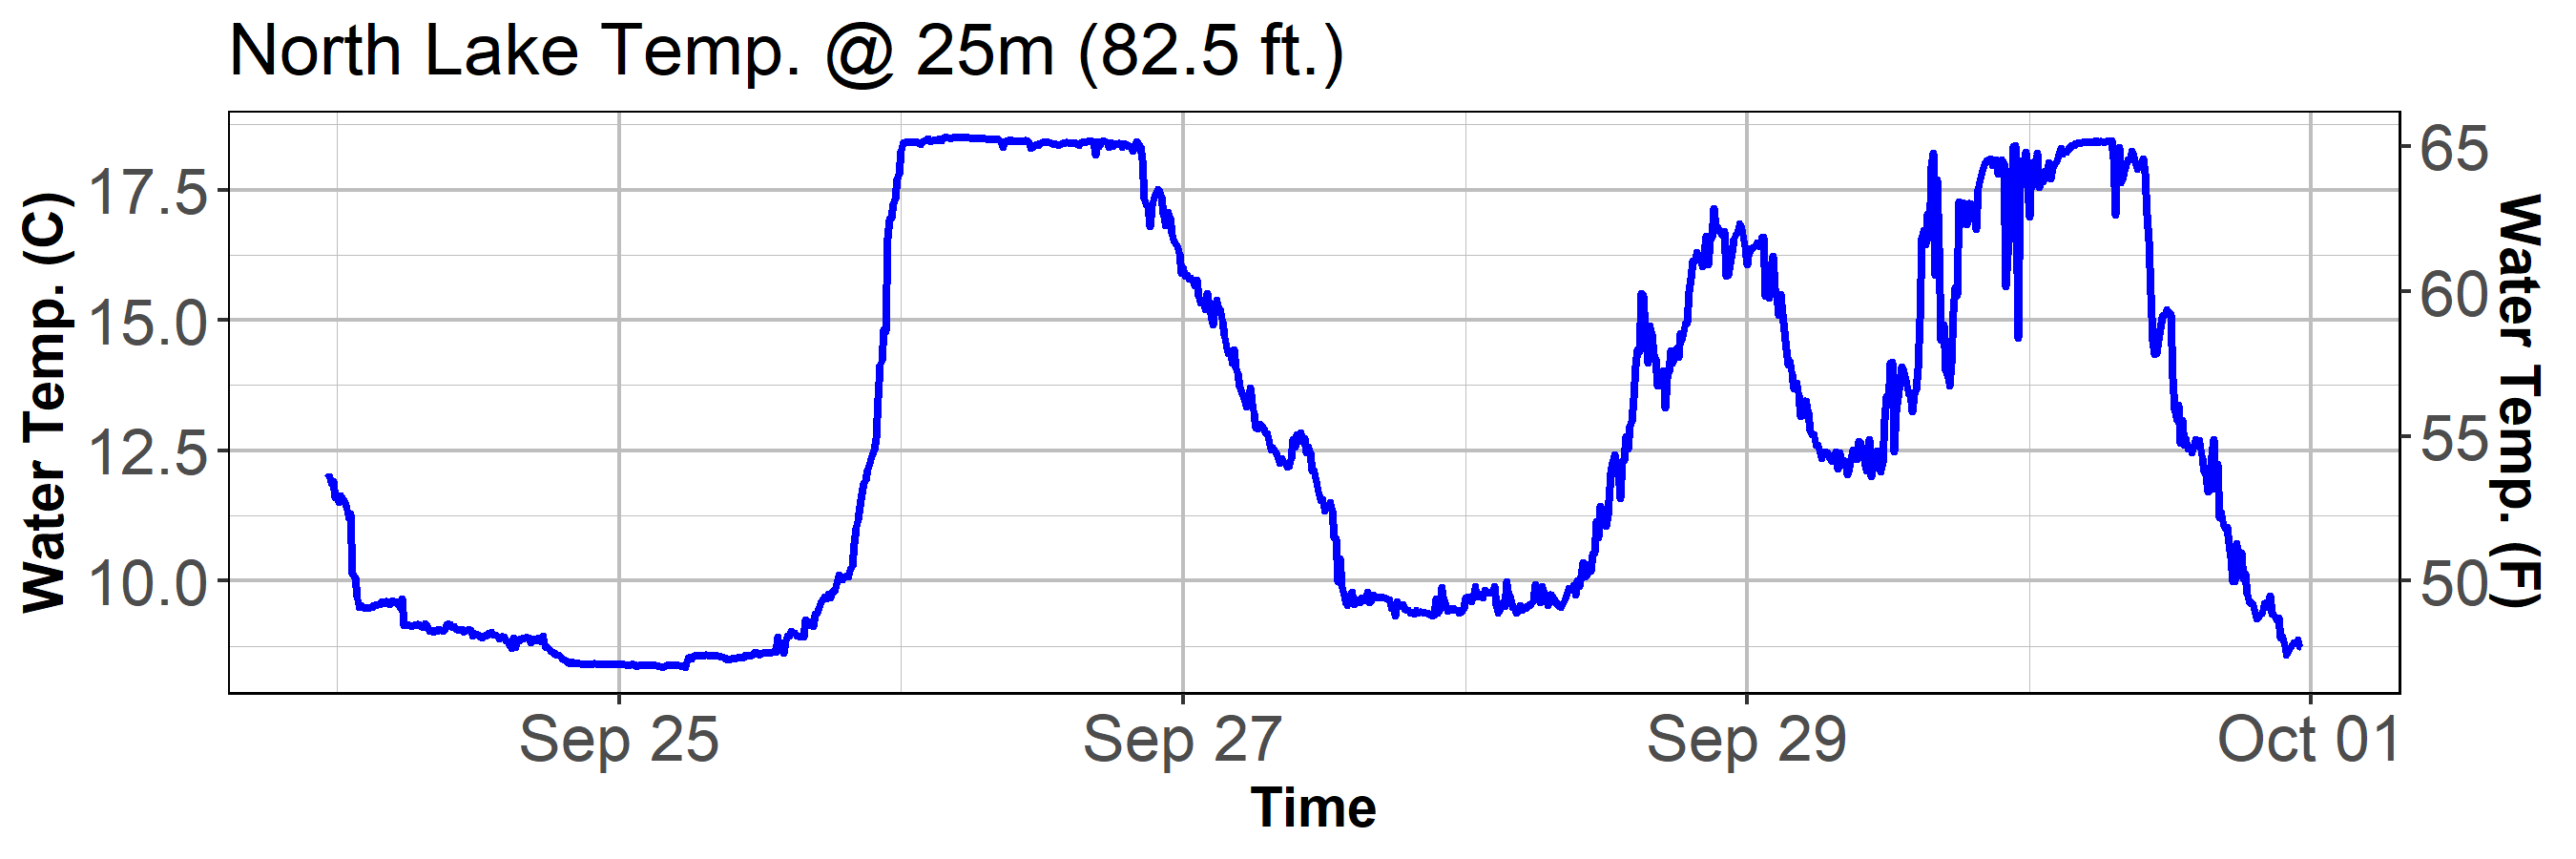 North Lake Temp. @ 25m (82.5 ft.)
Water Temp. (C)
17.5
15.0
12.5
10.0
65
60
55
50
Water Temp. (F)
Sep 25
Sep 27
Sep 29
Oct 01
Time